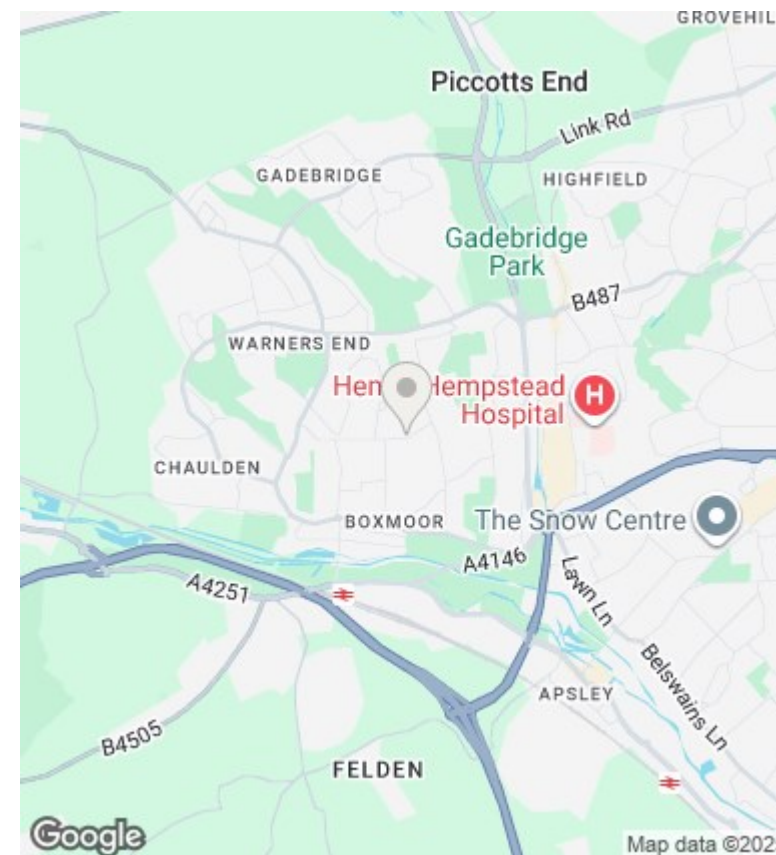 GROVEHIL
Piccotts End
Link Rd
GADEBRIDGE
HIGHFIELD
Gadebridge
Park
B487
WARNERS END
Hempstead
Hospital
H
CHAULDEN
BOXMOOR
The Snow Centre
A4146
A4251
Lawn Ln
Belswains Ln
APSLEY
B4505
FELDEN
Google
Map data ©202